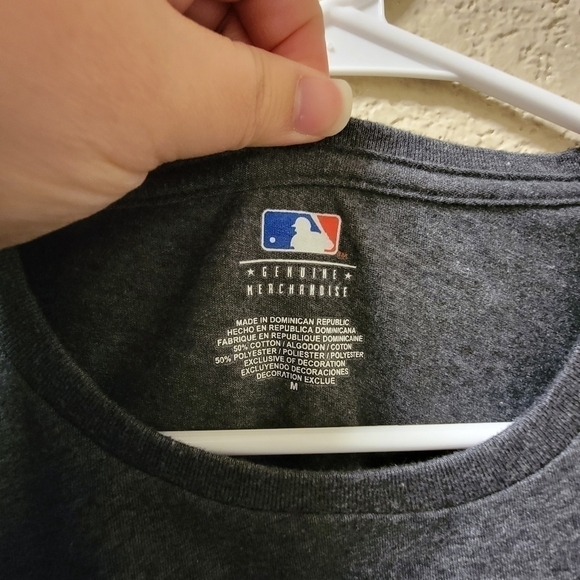 ★ GENUINE ★
MERCHANDISE
MADE IN DOMINICAN REPUBLIC
HECHO EN REPUBLICA DOMINICANA
FABRIQUE EN REPUBLIQUE DOMINICAINE
50% COTTON / ALGODON / COTON
50% POLYESTER / POLIESTER / POLYESTER
EXCLUSIVE OF DECORATION
EXCLUYENDO DECORACIONES
DECORATION EXCLUE
M